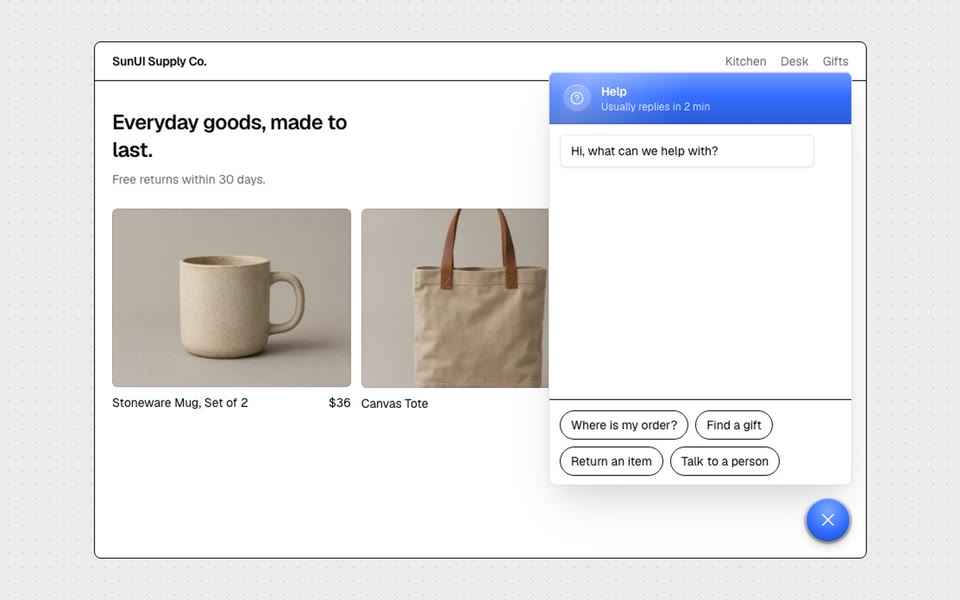 SunUI Supply Co.
Kitchen Desk Gifts
Everyday goods, made to
last.
Free returns within 30 days.
Stoneware Mug, Set of 2 $36
Canvas Tote
Help
Usually replies in 2 min
Hi, what can we help with?
Where is my order? Find a gift
Return an item Talk to a person